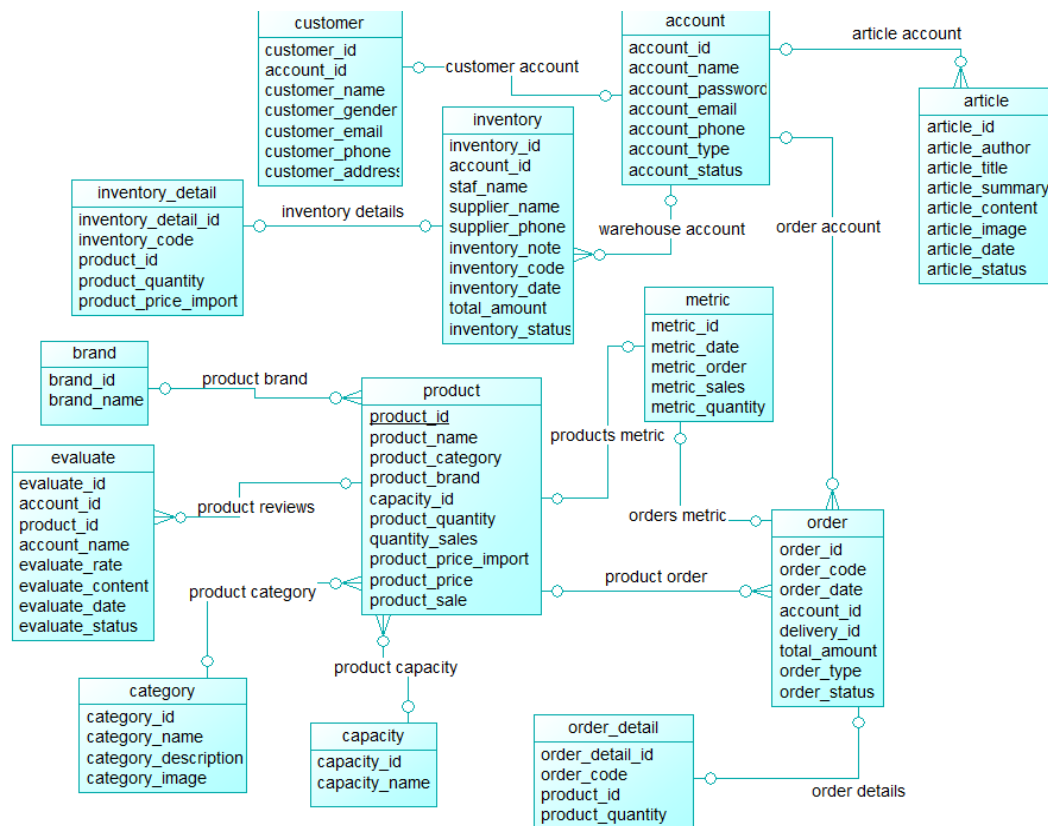 customer
customer_id
account_id
customer_name
customer_gender
customer_email
customer_phone
customer_address
customer account
account
account_id
account_name
account_password
account_email
account_phone
account_type
account_status
article account
article
article_id
article_author
article_title
article_summary
article_content
article_image
article_date
article_status
inventory
inventory_id
account_id
staf_name
supplier_name
supplier_phone
inventory_note
inventory_code
inventory_date
total_amount
inventory_status
inventory_detail
inventory_detail_id
inventory_code
product_id
product_quantity
product_price_import
inventory details
warehouse account
order account
metric
metric_id
metric_date
metric_order
metric_sales
metric_quantity
brand
brand_id
brand_name
product brand
product
product_id
product_name
product_category
product_brand
capacity_id
product_quantity
quantity_sales
product_price_import
product_price
product_sale
products metric
orders metric
evaluate
evaluate_id
account_id
product_id
account_name
evaluate_rate
evaluate_content
evaluate_date
evaluate_status
product reviews
product order
order
order_id
order_code
order_date
account_id
delivery_id
total_amount
order_type
order_status
product category
category
category_id
category_name
category_description
category_image
product capacity
capacity
capacity_id
capacity_name
order_detail
order_detail_id
order_code
product_id
product_quantity
order details